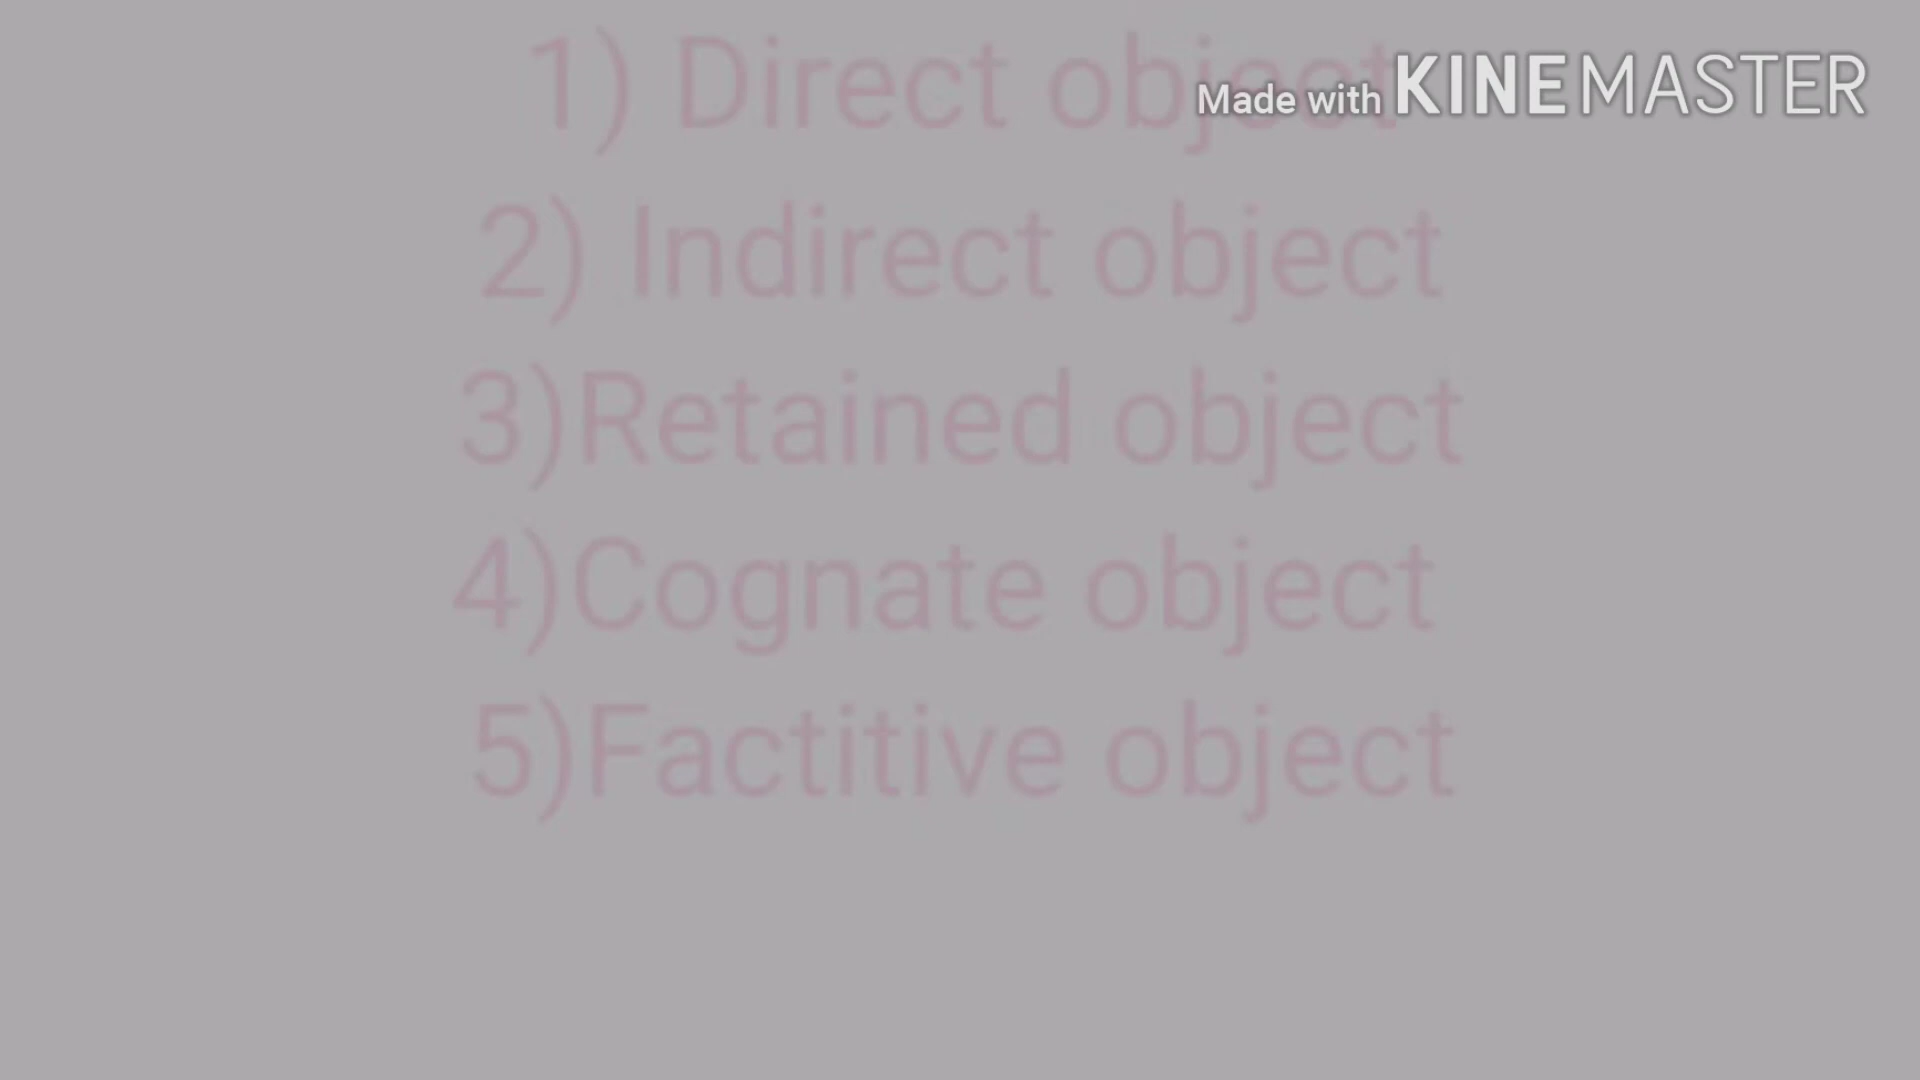 1) Direct object
Made with KINEMASTER
2) Indirect object
3)Retained object
4)Cognate object
5)Factitive object